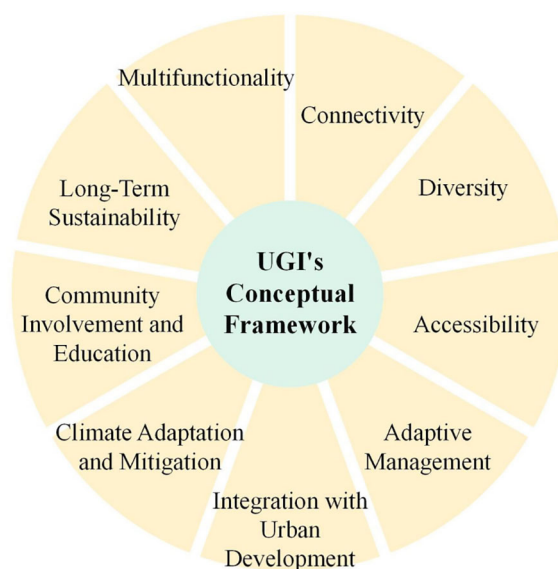 Multifunctionality
Connectivity
Diversity
Accessibility
Adaptive
Management
Integration with
Urban
Development
Climate Adaptation
and Mitigation
Community
Involvement and
Education
Long-Term
Sustainability
UGI's
Conceptual
Framework